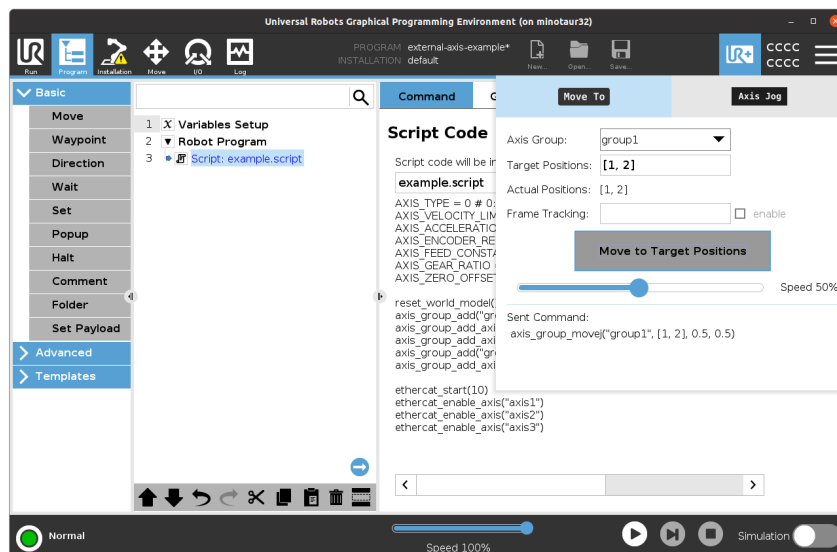 Universal Robots Graphical Programming Environment (on minotaur32)
UR
Run
Program
Installation
Move
I/O
Log
PROGRAM external-axis-example*
INSTALLATION default
New...
Open...
Save...
UR+
CCCC
CCCC
Basic
Move
Waypoint
Direction
Wait
Set
Popup
Halt
Comment
Folder
Set Payload
Advanced
Templates
1 X Variables Setup
2 Robot Program
3 Script: example.script
Command
Script Code
Script code will be in
example.script
AXIS_TYPE = 0 # 0:
AXIS_VELOCITY_LIM
AXIS_ACCELERATIO
AXIS_ENCODER_RE
AXIS_FEED_CONSTA
AXIS_GEAR_RATIO
AXIS_ZERO_OFFSET
reset_world_model(
axis_group_add("gr
axis_group_add_axi
axis_group_add_axi
axis_group_add("gr
axis_group_add_axi
ethercat_start(10)
ethercat_enable_axis("axis1")
ethercat_enable_axis("axis2")
ethercat_enable_axis("axis3")
Move To
Axis Jog
Axis Group: group1
Target Positions: [1, 2]
Actual Positions: [1, 2]
Frame Tracking: enable
Move to Target Positions
Speed 50%
Sent Command:
axis_group_movej("group1", [1, 2], 0.5, 0.5)
Normal
Speed 100%
Simulation